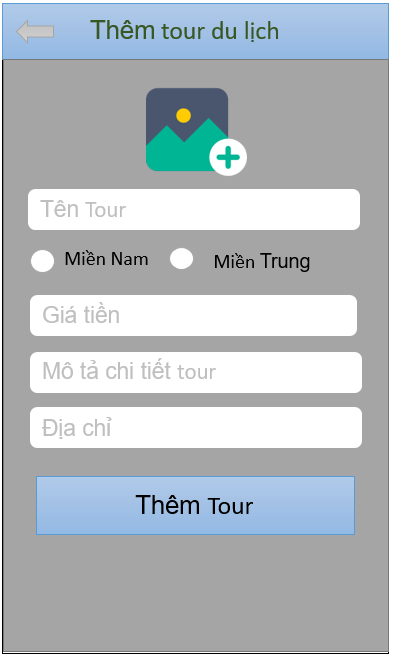 Thêm tour du lịch
Tên Tour
Miền Nam Miền Trung
Giá tiền
Mô tả chi tiết tour
Địa chỉ
Thêm Tour